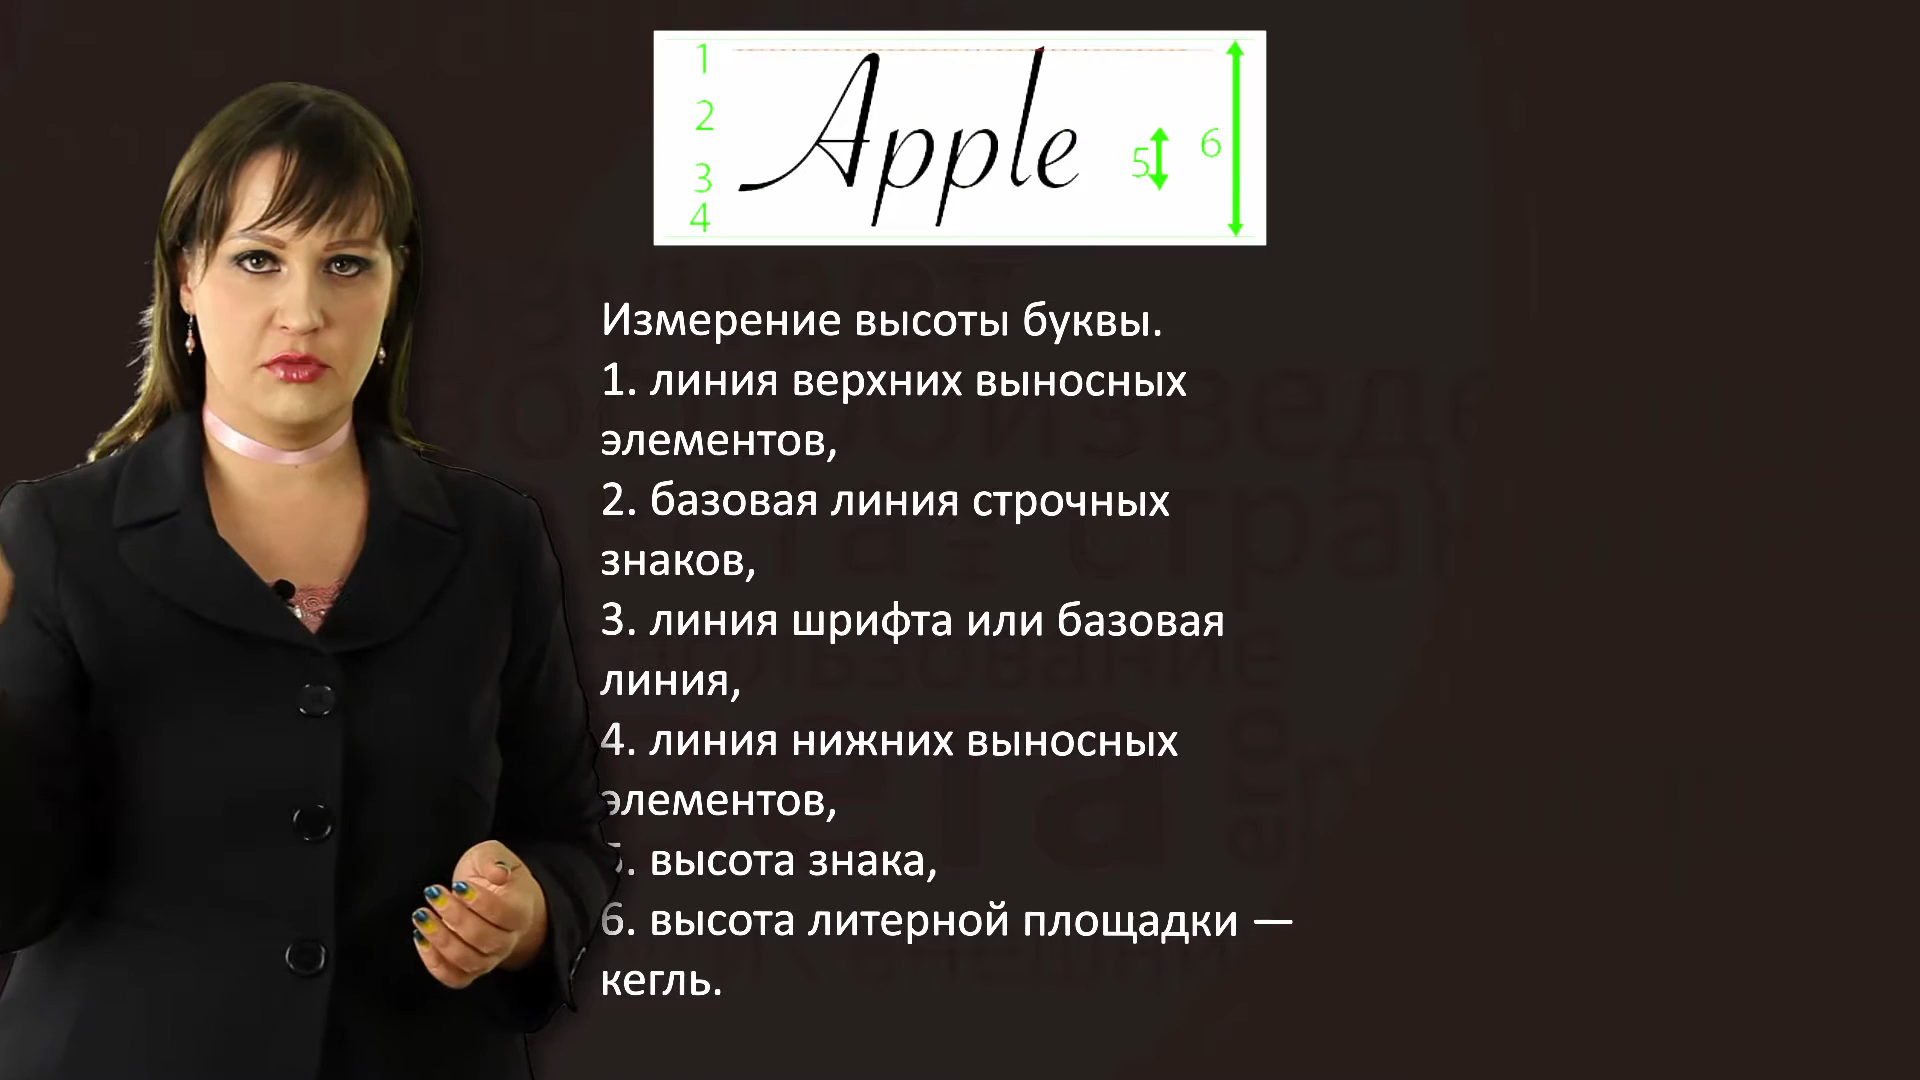 1
2
3
4
Apple
5
6
Измерение высоты буквы.
1. линия верхних выносных
элементов,
2. базовая линия строчных
знаков,
3. линия шрифта или базовая
линия,
4. линия нижних выносных
элементов,
5. высота знака,
6. высота литерной площадки —
кегль.